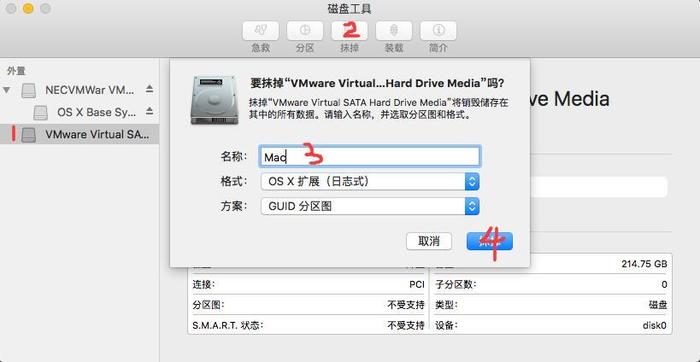 磁盘工具
急救
分区
2
抹掉
装载
简介
外置
NECVMWar VM...
OS X Base Sy...
1
VMware Virtual SA...
要抹掉“VMware Virtual...Hard Drive Media”吗?
抹掉“VMware Virtual SATA Hard Drive Media”将销毁储存在
其中的所有数据。请输入名称，并选取分区图和格式。
ve Media
名称: Mac 3
格式: OS X 扩展（日志式）
方案: GUID 分区图
取消
4
214.75 GB
连接: PCI
子分区数: 0
分区图: 不受支持
类型: 磁盘
S.M.A.R.T. 状态: 不受支持
设备: disk0